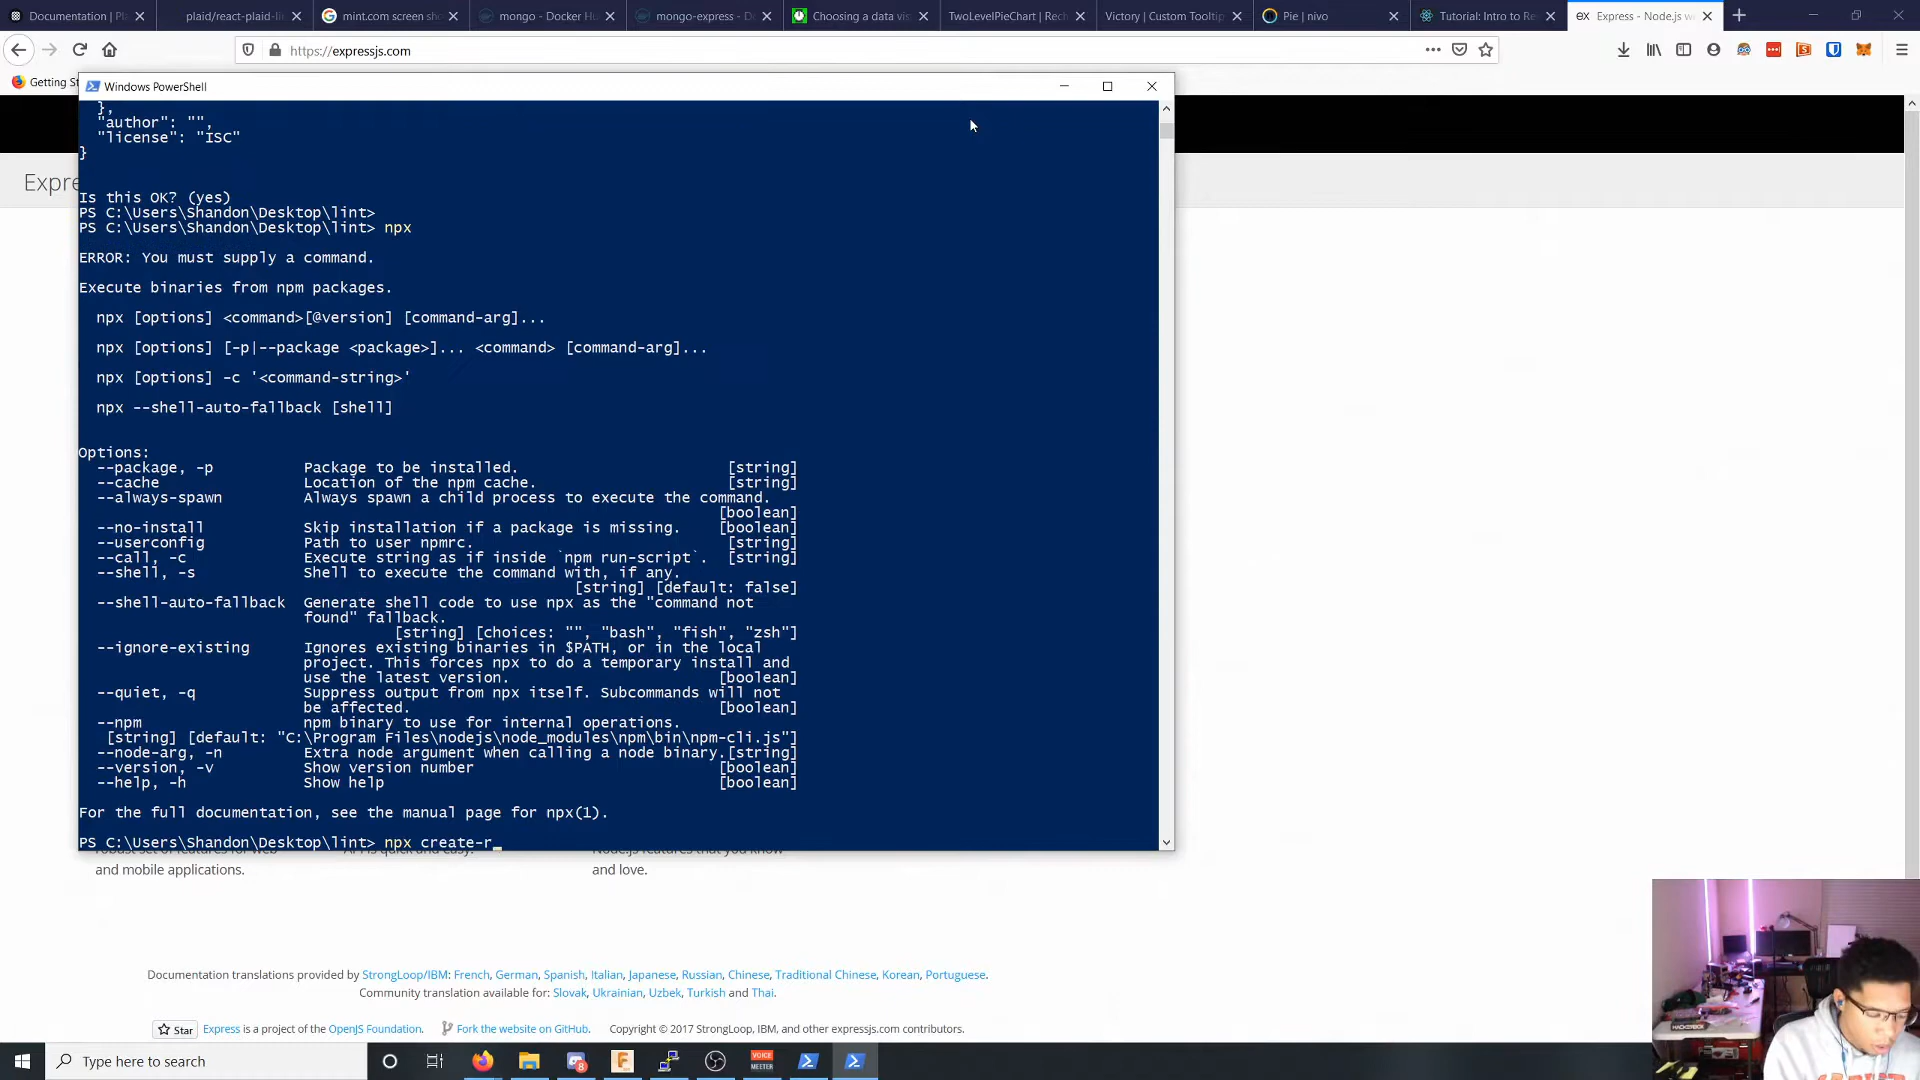 Documentation | Pl
plaid/react-plaid-li
mint.com screen sho
mongo - Docker Hu
mongo-express - Do
Choosing a data vis
TwoLevelPieChart | Rech
Victory | Custom Tooltip
Pie | nivo
Tutorial: Intro to Re
EX Express - Node.js w
https://expressjs.com
Getting St
Windows PowerShell
},
"author": "",
"license": "ISC"
}
Expre
Is this OK? (yes)
PS C:\Users\Shandon\Desktop\lint>
PS C:\Users\Shandon\Desktop\lint> npx
ERROR: You must supply a command.
Execute binaries from npm packages.
npx [options] <command>[@version] [command-arg]...
npx [options] [-p|--package <package>]... <command> [command-arg]...
npx [options] -c '<command-string>'
npx --shell-auto-fallback [shell]
Options:
--package, -p Package to be installed. [string]
--cache Location of the npm cache. [string]
--always-spawn Always spawn a child process to execute the command.
[boolean]
--no-install Skip installation if a package is missing. [boolean]
--userconfig Path to user npmrc. [string]
--call, -c Execute string as if inside `npm run-script`. [string]
--shell, -s Shell to execute the command with, if any.
[string] [default: false]
--shell-auto-fallback Generate shell code to use npx as the "command not
found" fallback.
[string] [choices: "", "bash", "fish", "zsh"]
--ignore-existing Ignores existing binaries in $PATH, or in the local
project. This forces npx to do a temporary install and
use the latest version. [boolean]
--quiet, -q Suppress output from npx itself. Subcommands will not
be affected. [boolean]
--npm npm binary to use for internal operations.
[string] [default: "C:\Program Files\nodejs\node_modules\npm\bin\npm-cli.js"]
--node-arg, -n Extra node argument when calling a node binary.[string]
--version, -v Show version number [boolean]
--help, -h Show help [boolean]
For the full documentation, see the manual page for npx(1).
PS C:\Users\Shandon\Desktop\lint> npx create-r_
and mobile applications.
and love.
Documentation translations provided by StrongLoop/IBM: French, German, Spanish, Italian, Japanese, Russian, Chinese, Traditional Chinese, Korean, Portuguese.
Community translation available for: Slovak, Ukrainian, Uzbek, Turkish and Thai.
Star
Express is a project of the OpenJS Foundation.
Fork the website on GitHub.
Copyright © 2017 StrongLoop, IBM, and other expressjs.com contributors.
Type here to search
VOICE
MEETER
HACKERBOX